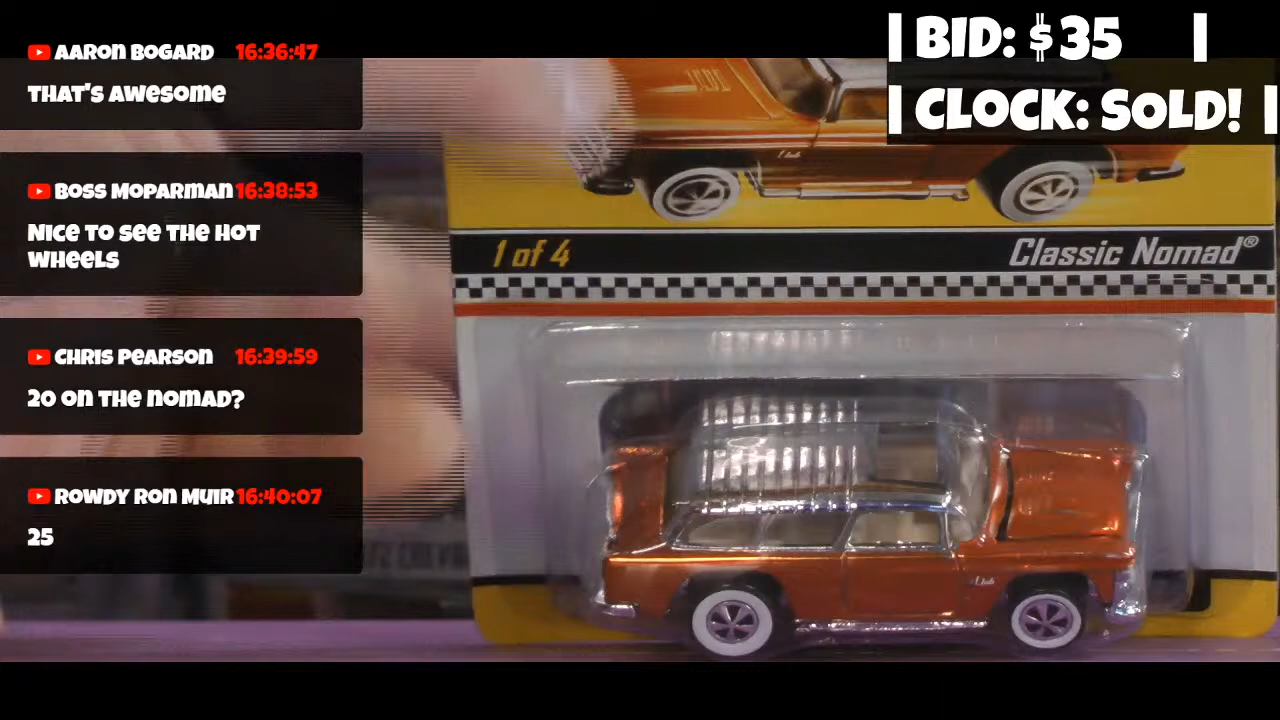 AARON BOGARD 16:36:47
THAT'S AWESOME
BOSS MOPARMAN 16:38:53
NICE TO SEE THE HOT
WHEELS
CHRIS PEARSON 16:39:59
20 ON THE NOMAD?
ROWDY RON MUIR 16:40:07
25
| BID: $35 |
| CLOCK: SOLD! |
1 of 4
Classic Nomad®